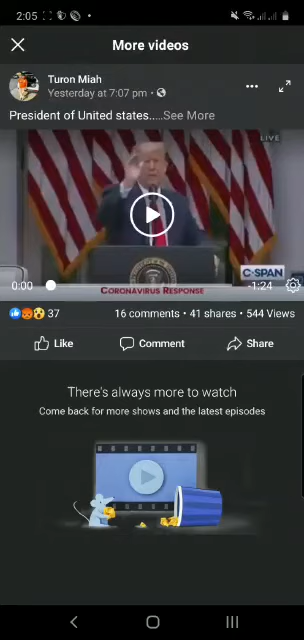 2:05
More videos
Turon Miah
Yesterday at 7:07 pm •
President of United states.....See More
LIVE
C-SPAN
0:00
-1:24
CORONAVIRUS RESPONSE
37
16 comments • 41 shares • 544 Views
Like
Comment
Share
There's always more to watch
Come back for more shows and the latest episodes